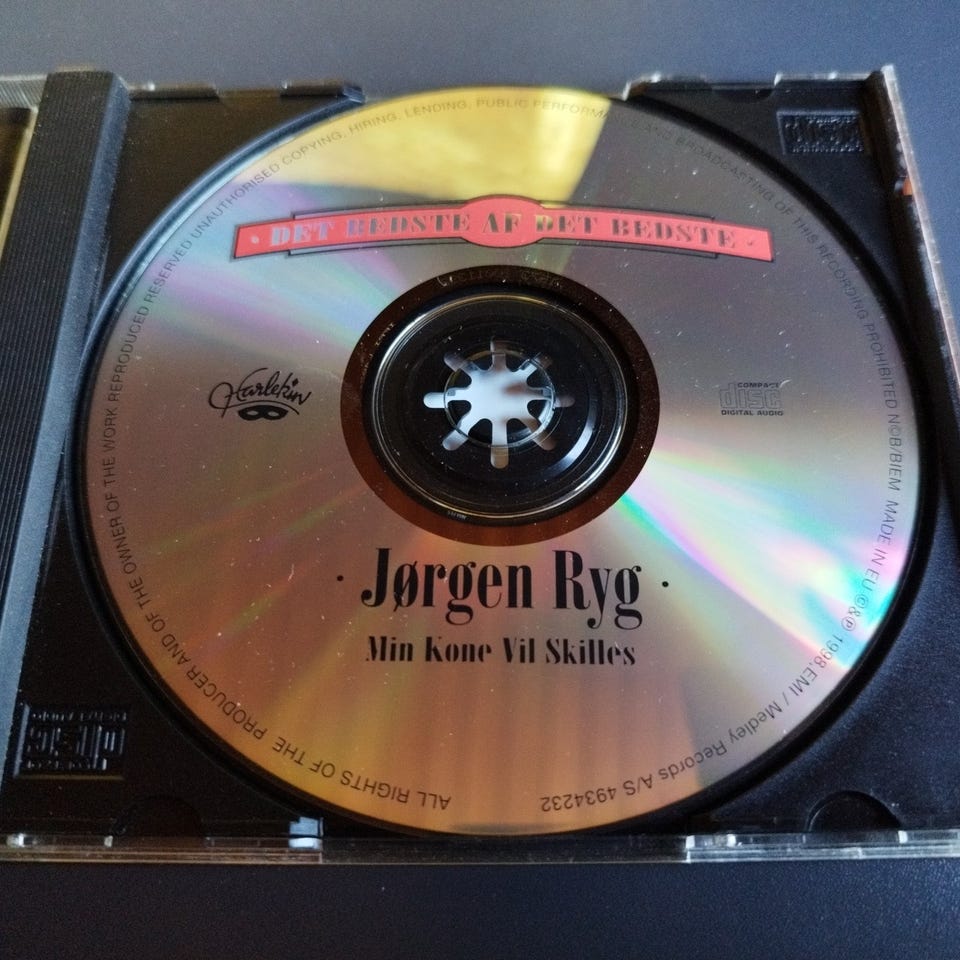 · DET BEDSTE AF DET BEDSTE ·
Harlekin
COMPACT
disc
DIGITAL AUDIO
· Jørgen Ryg ·
Min Kone Vil Skilles
ALL RIGHTS OF THE PRODUCER AND OF THE OWNER OF THE WORK REPRODUCED RESERVED UNAUTHORISED COPYING, HIRING, LENDING, PUBLIC PERFORMANCE AND BROADCASTING OF THIS RECORDING PROHIBITED NCB/BIEM MADE IN EU ©&℗ 1998.EMI / Medley Records A/S 4934232